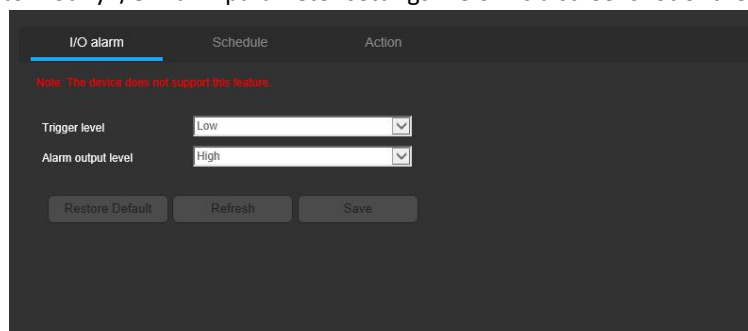 I/O alarm Schedule Action
Note: The device does not support this feature.
Trigger level Low
Alarm output level High
Restore Default Refresh Save